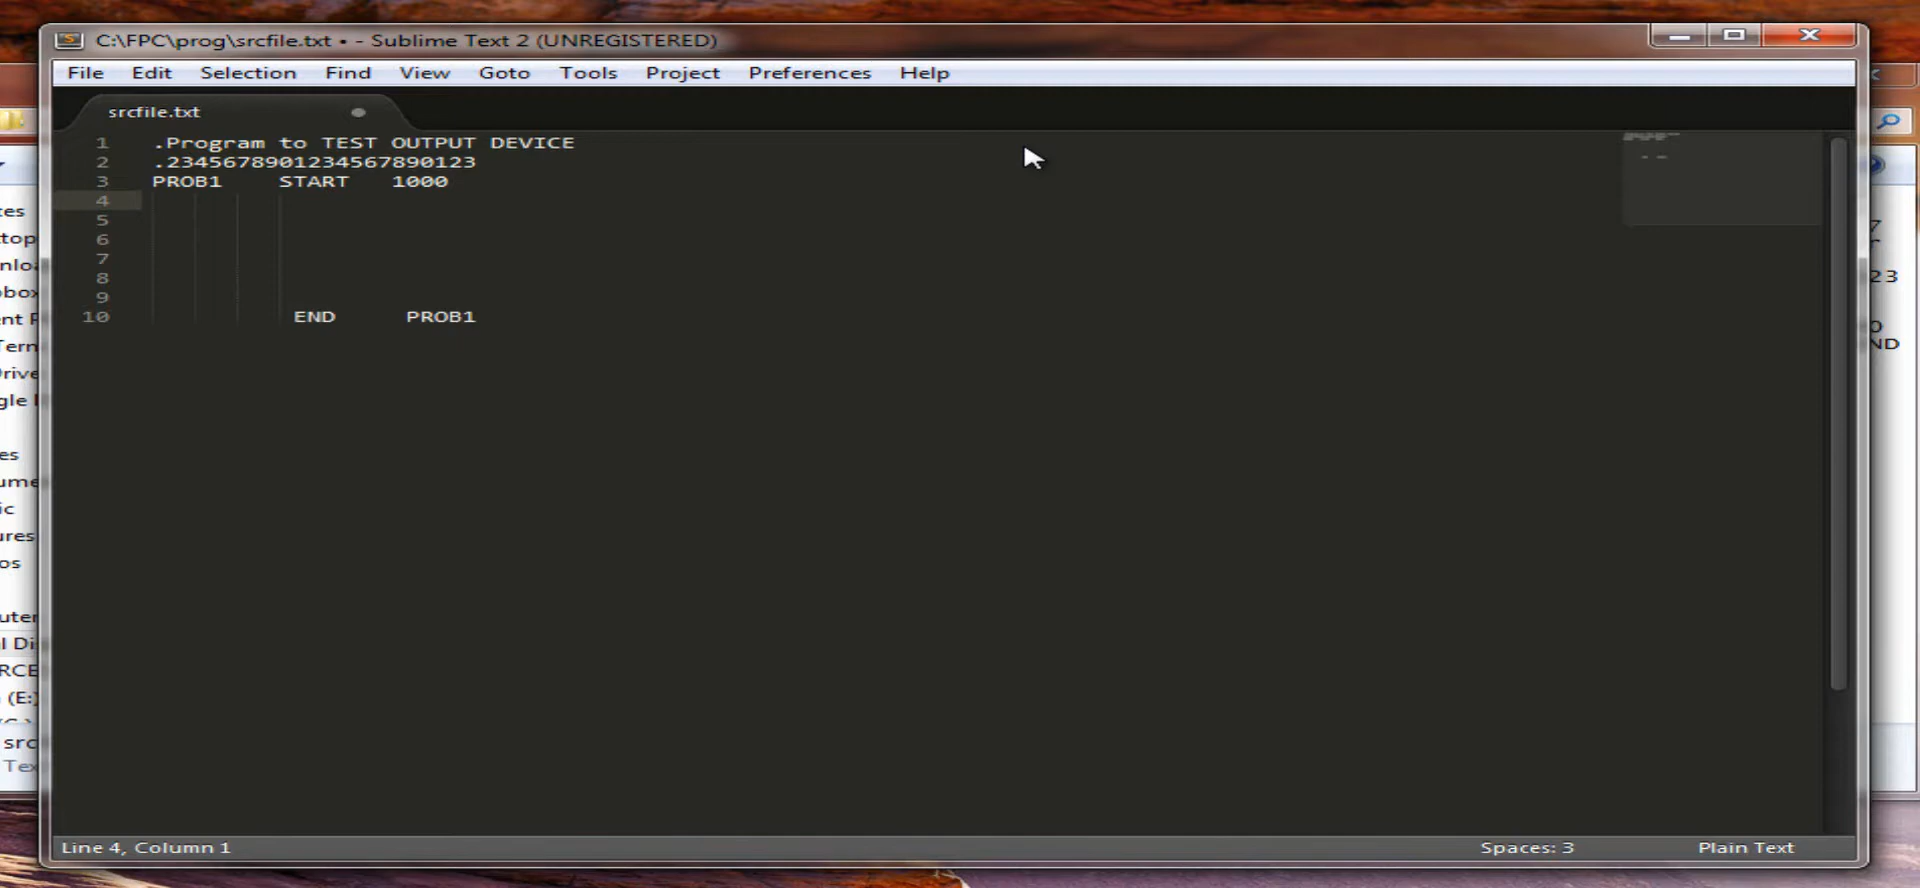 C:\FPC\prog\srcfile.txt • - Sublime Text 2 (UNREGISTERED)
File Edit Selection Find View Goto Tools Project Preferences Help
srcfile.txt
1 .Program to TEST OUTPUT DEVICE
2 .23456789012345678901​23
3 PROB1 START 1000
4
5
6
7
8
9
10 END PROB1
Line 4, Column 1 Spaces: 3 Plain Text